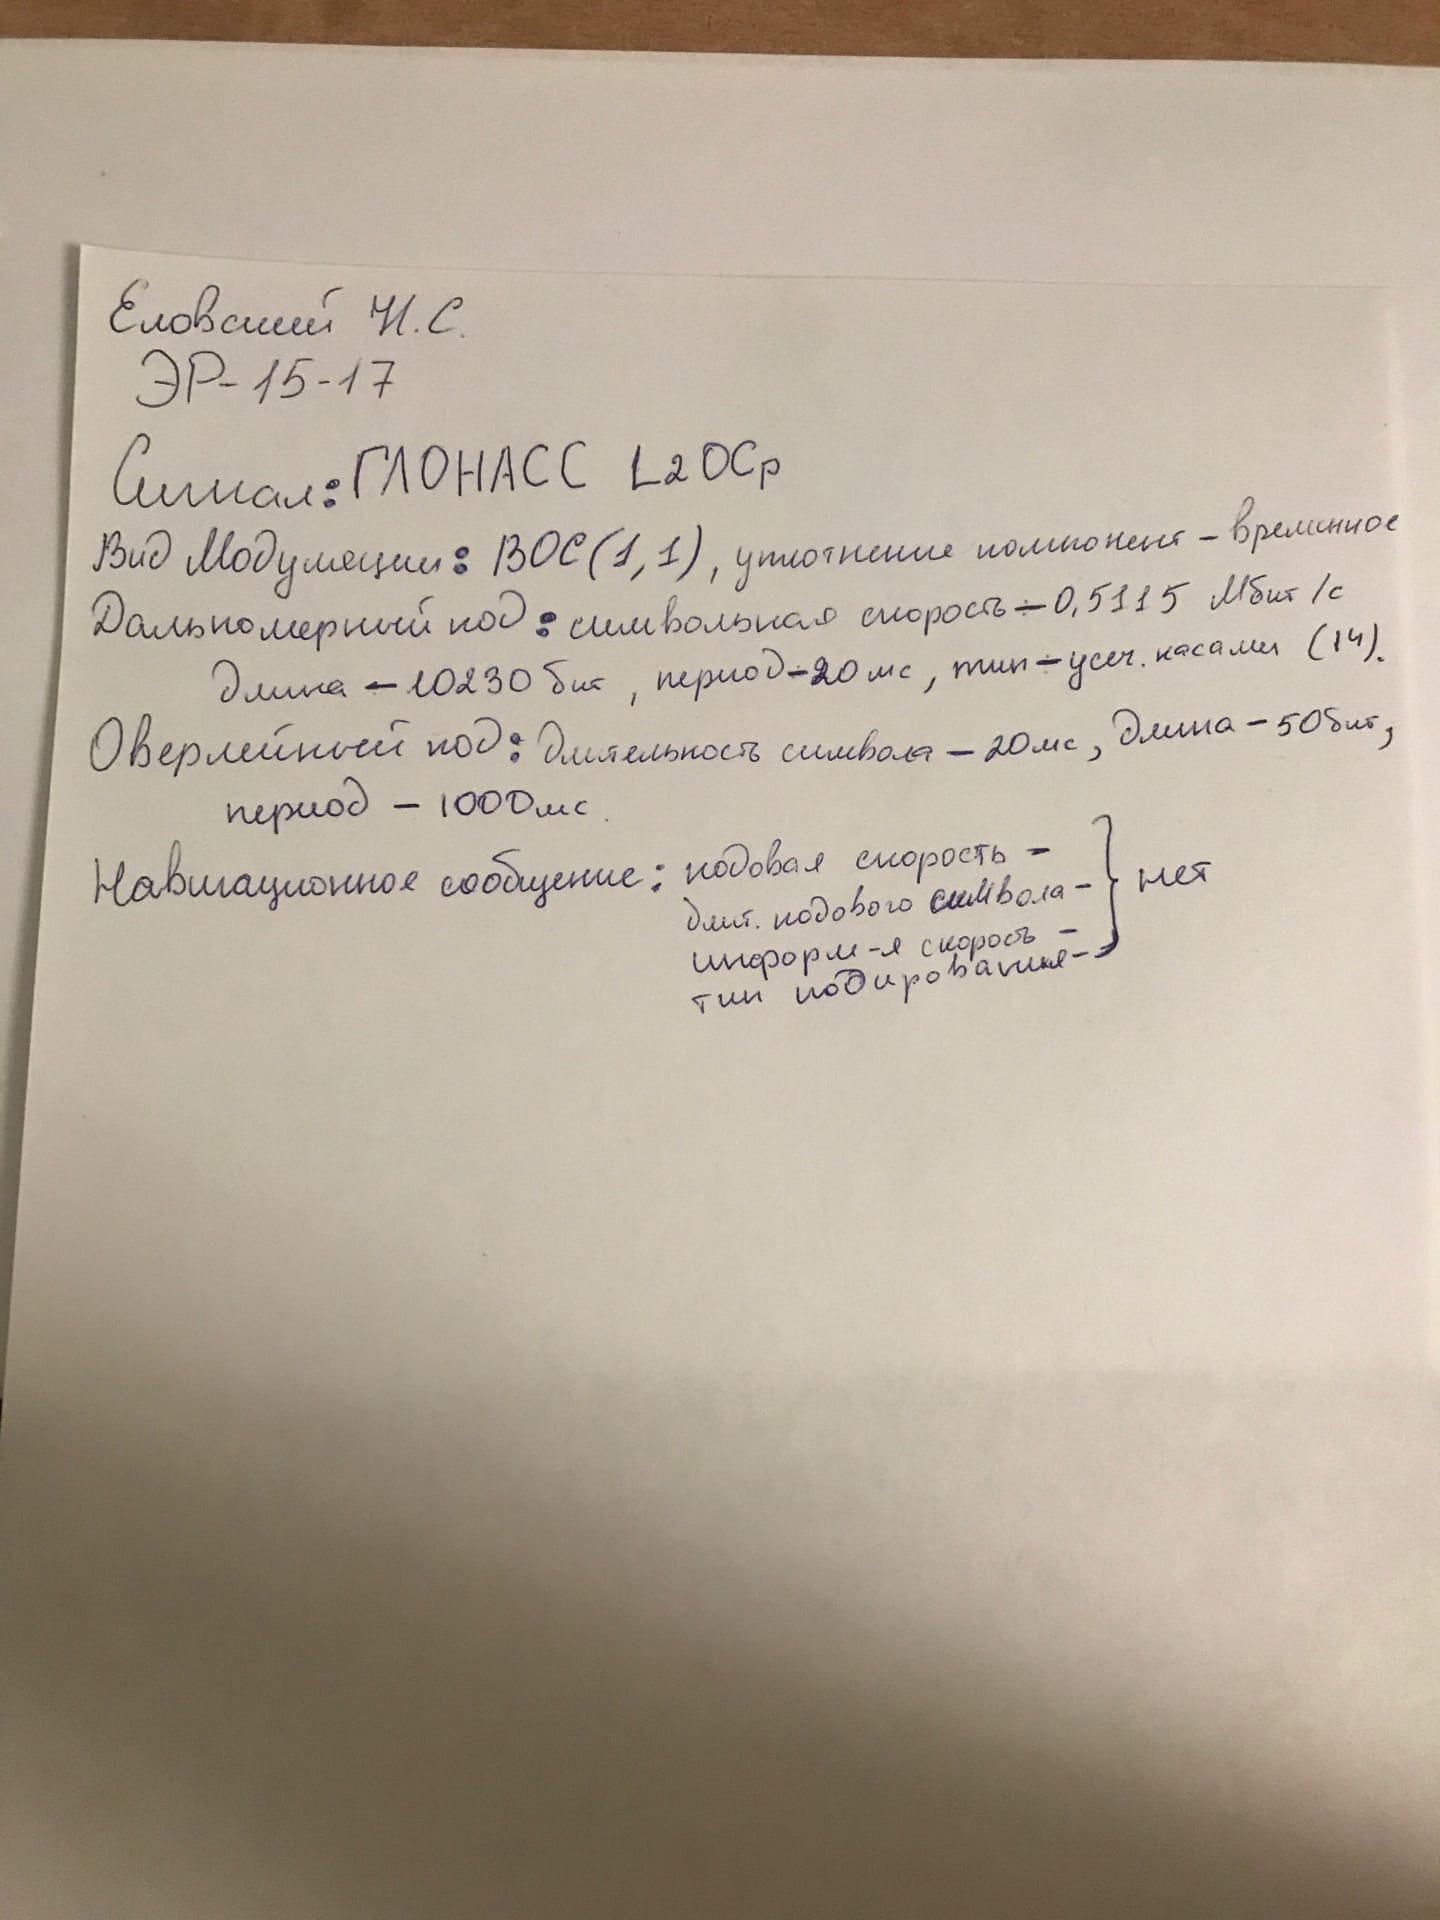 Еловский Н.С.
ЭР-15-17
Сигнал: ГЛОНАСС L2OCp
Вид Модуляции: BOC(1,1), уплотнение компонент - временное
Дальномерный код: символьная скорость - 0,5115 Мбит/с
длина - 10230 бит, период - 20 мс, тип - усеч. касами (14).
Оверлейный код: длительность символа - 20 мс, длина - 50 бит,
период - 1000 мс.
Навигационное сообщение: кодовая скорость -
длит. кодового символа -
информ-я скорость -
тип кодирования -
} нет